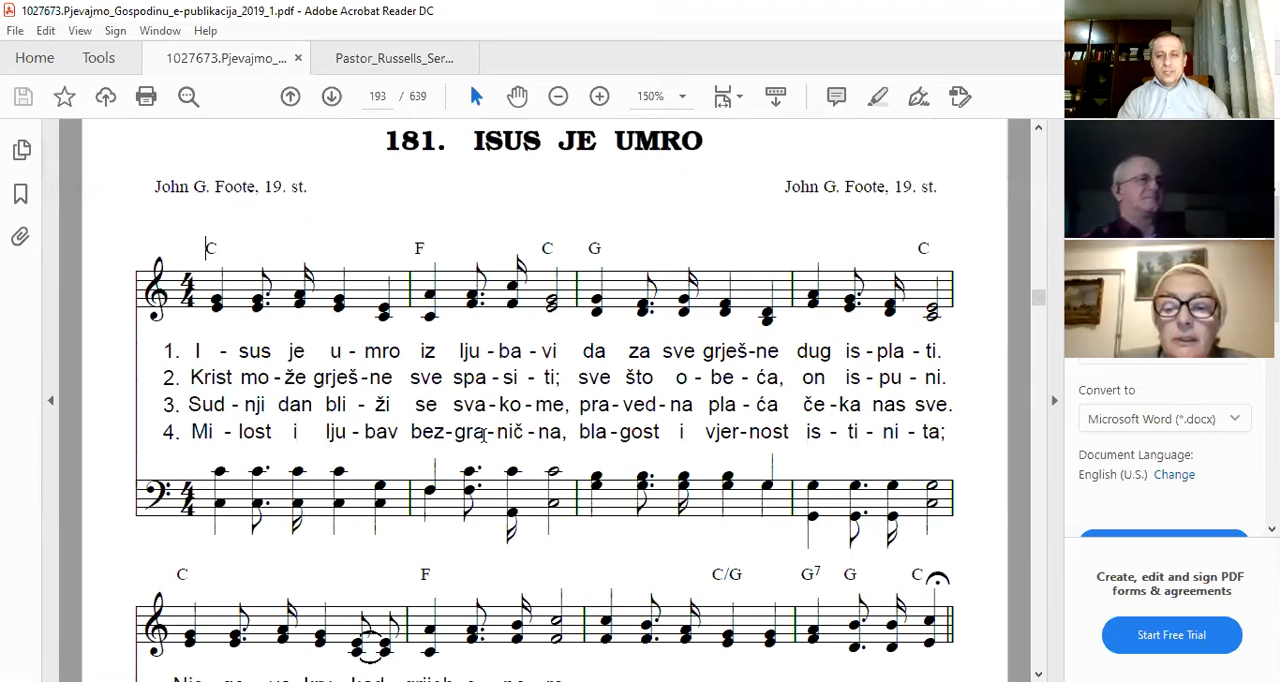 1027673.Pjevajmo_Gospodinu_e-publikacija_2019_1.pdf - Adobe Acrobat Reader DC
File Edit View Sign Window Help
Home Tools 1027673.Pjevajmo_... × Pastor_Russells_Ser...
193 / 639 150%
181. ISUS JE UMRO
John G. Foote, 19. st. John G. Foote, 19. st.
C F C G C
4/4
1. I - sus je u - mro iz lju - ba - vi da za sve grješ - ne dug is - pla - ti.
2. Krist mo - že grješ - ne sve spa - si - ti; sve što o - be - ća, on is - pu - ni.
3. Sud - nji dan bli - ži se sva - ko - me, pra - ved - na pla - ća če - ka nas sve.
4. Mi - lost i lju - bav bez - gra - nič - na, bla - gost i vjer - nost is - ti - ni - ta;
4/4
C F C/G G7 G C
Convert to
Microsoft Word (*.docx)
Document Language:
English (U.S.) Change
Create, edit and sign PDF
forms & agreements
Start Free Trial